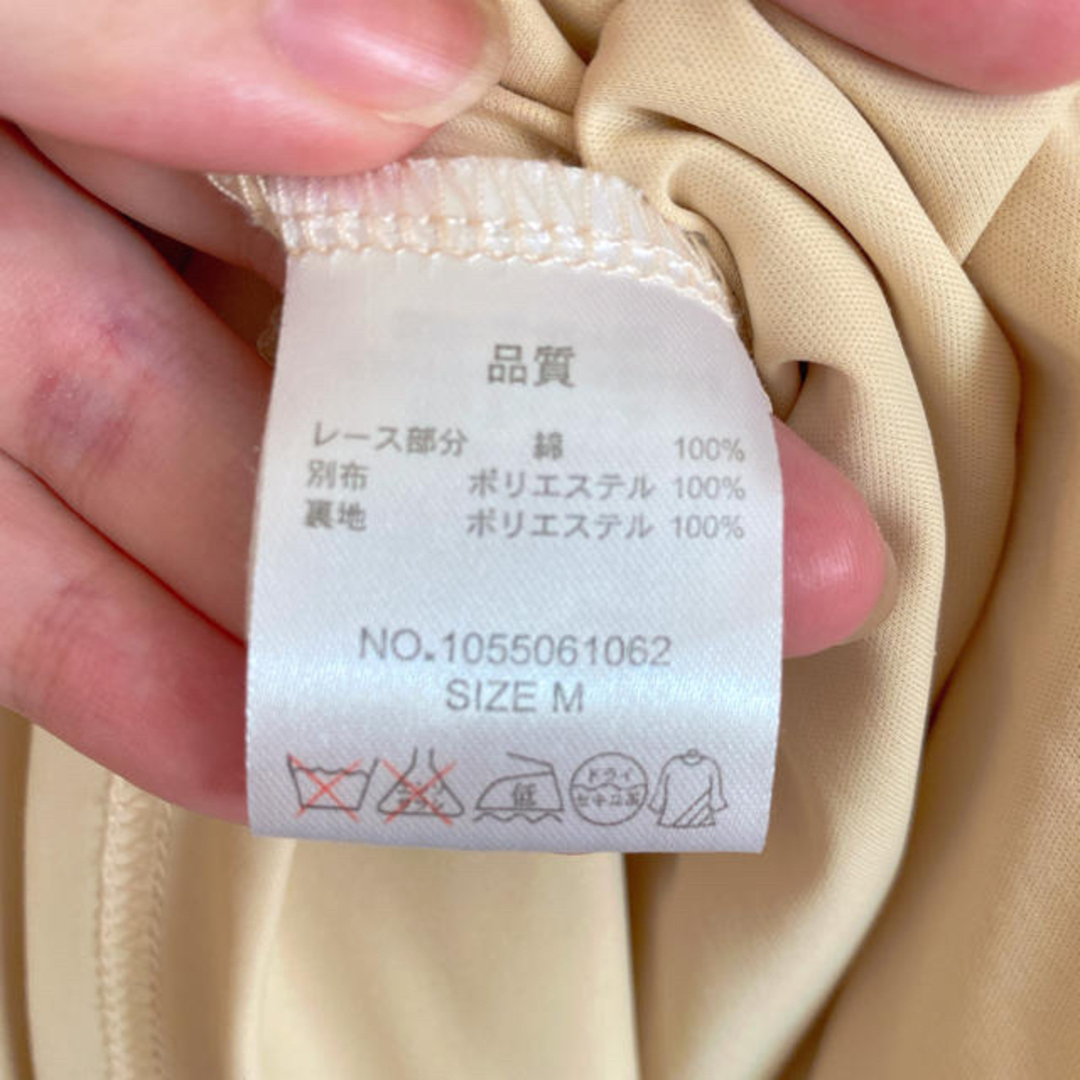 品質
レース部分 綿 100%
別布 ポリエステル 100%
裏地 ポリエステル 100%
NO.1055061062
SIZE M
低 ドライ